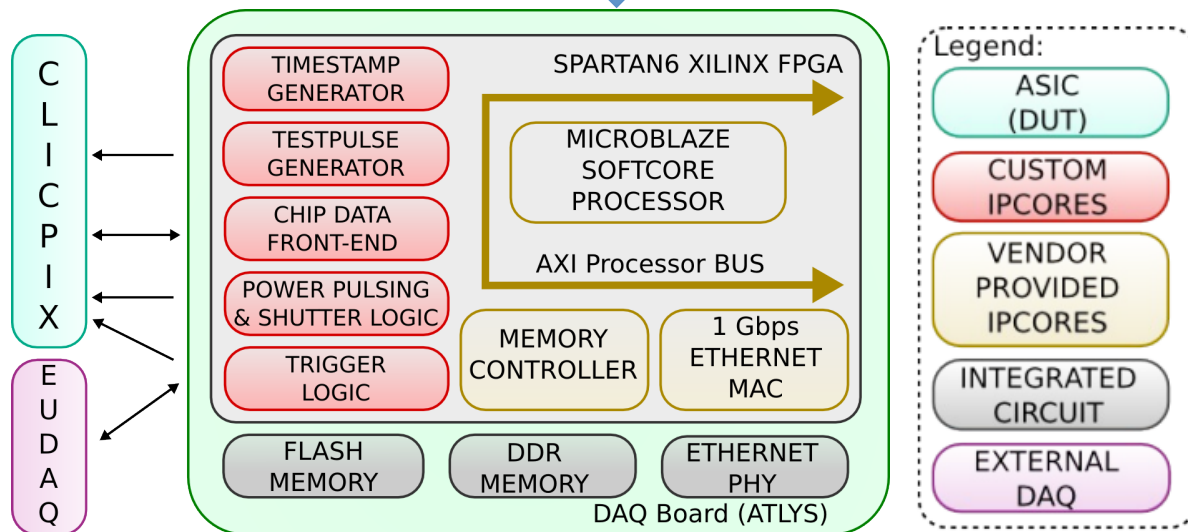 C
L
I
C
P
I
X
E
U
D
A
Q
TIMESTAMP
GENERATOR
TESTPULSE
GENERATOR
CHIP DATA
FRONT-END
POWER PULSING
& SHUTTER LOGIC
TRIGGER
LOGIC
SPARTAN6 XILINX FPGA
MICROBLAZE
SOFTCORE
PROCESSOR
AXI Processor BUS
MEMORY
CONTROLLER
1 Gbps
ETHERNET
MAC
FLASH
MEMORY
DDR
MEMORY
ETHERNET
PHY
DAQ Board (ATLYS)
Legend:
ASIC
(DUT)
CUSTOM
IPCORES
VENDOR
PROVIDED
IPCORES
INTEGRATED
CIRCUIT
EXTERNAL
DAQ